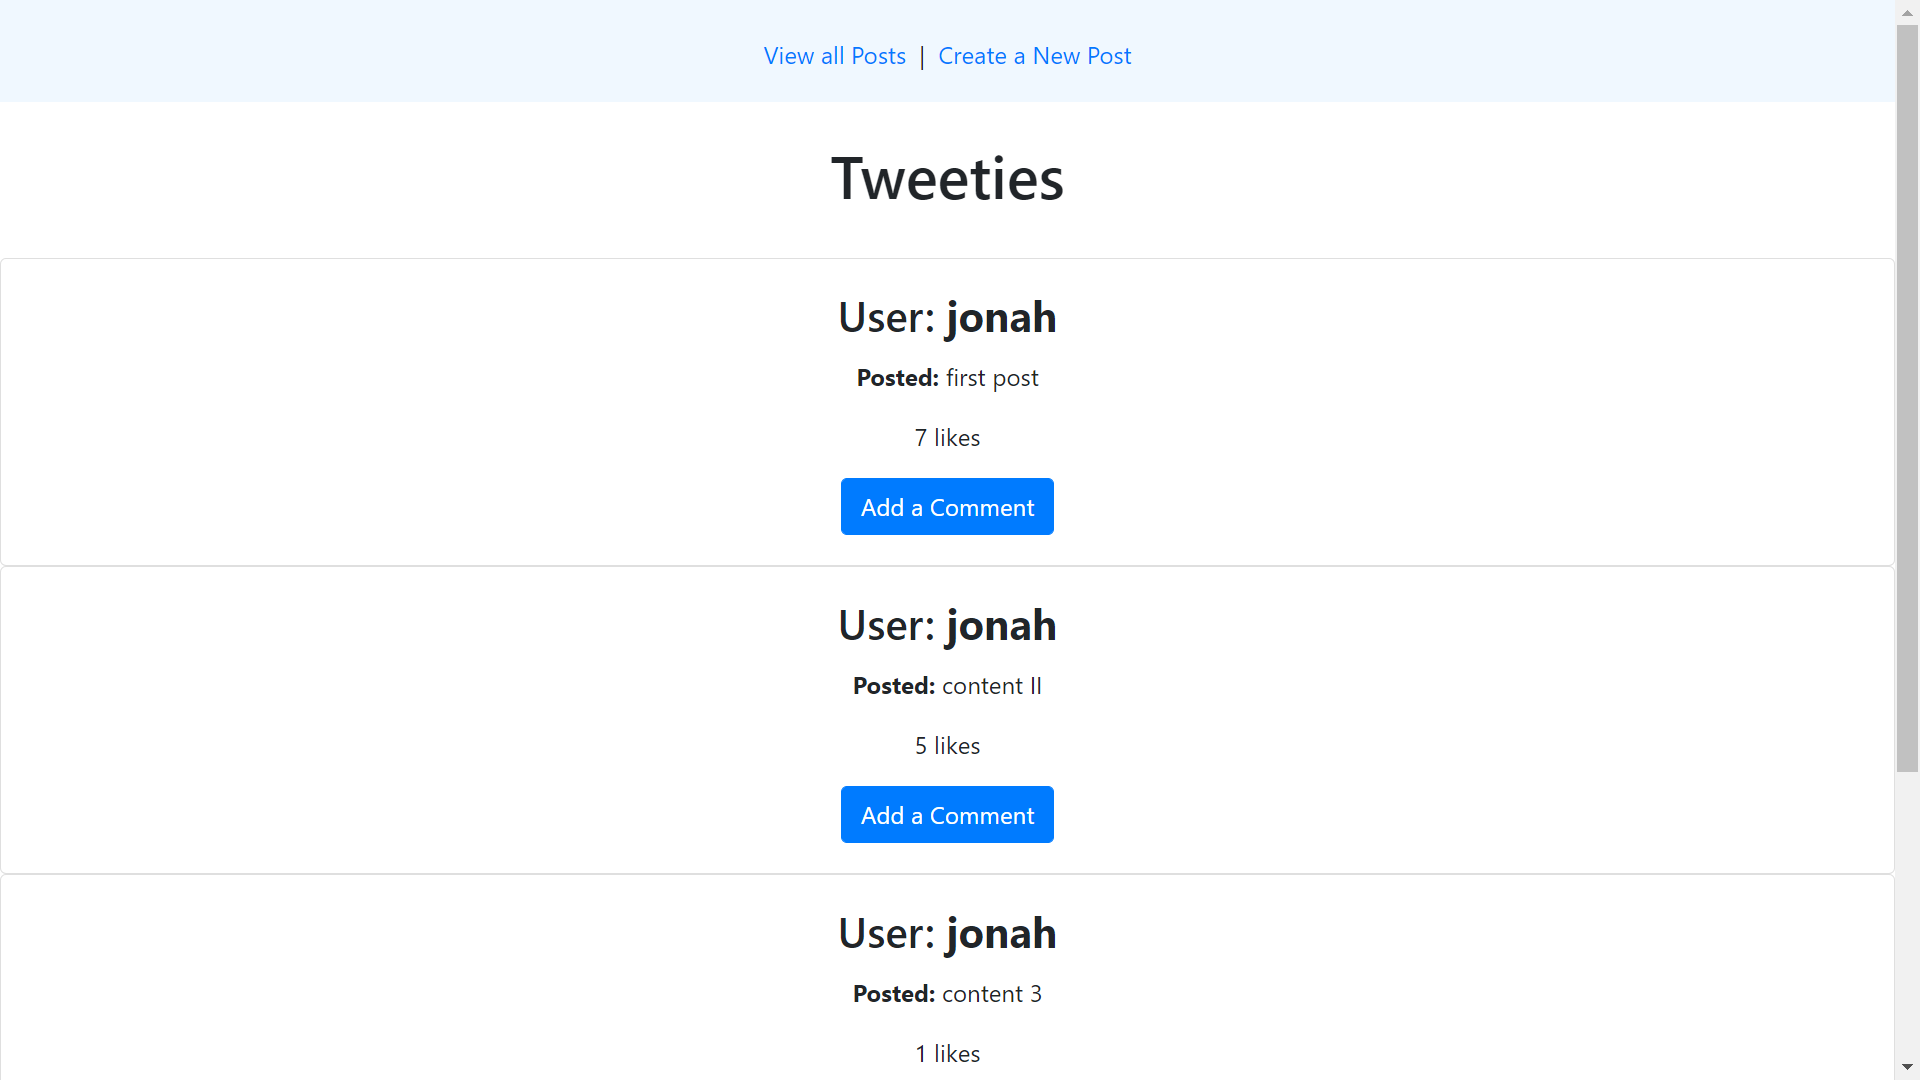 View all Posts | Create a New Post
Tweeties
User: jonah
Posted: first post
7 likes
Add a Comment
User: jonah
Posted: content II
5 likes
Add a Comment
User: jonah
Posted: content 3
1 likes